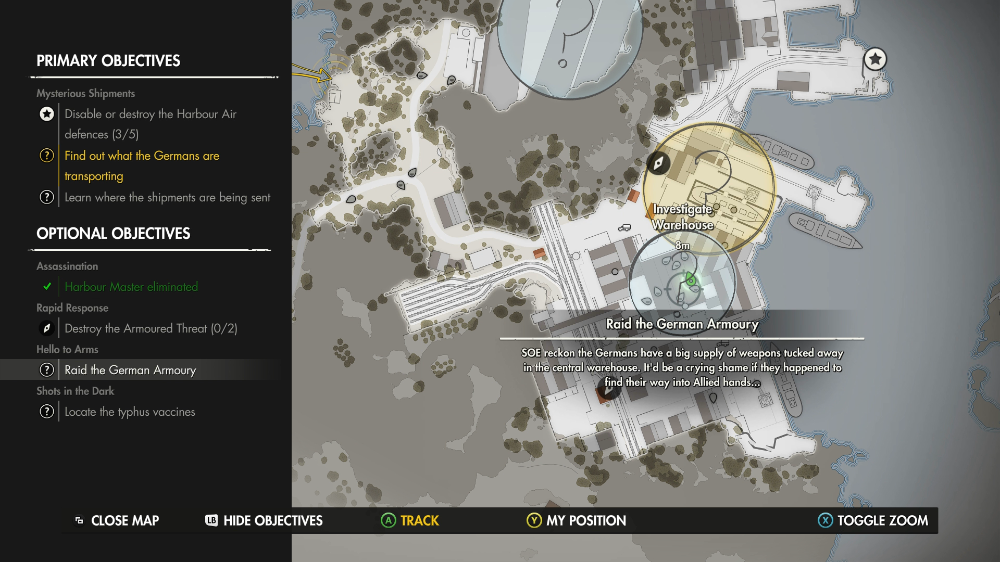 PRIMARY OBJECTIVES
Mysterious Shipments
Disable or destroy the Harbour Air
defences (3/5)
? Find out what the Germans are
transporting
? Learn where the shipments are being sent
OPTIONAL OBJECTIVES
Assassination
Harbour Master eliminated
Rapid Response
Destroy the Armoured Threat (0/2)
Hello to Arms
? Raid the German Armoury
Shots in the Dark
? Locate the typhus vaccines
?
?
Investigate
Warehouse
8m
?
Raid the German Armoury
SOE reckon the Germans have a big supply of weapons tucked away
in the central warehouse. It'd be a crying shame if they happened to
find their way into Allied hands...
CLOSE MAP
LB HIDE OBJECTIVES
A TRACK
Y MY POSITION
X TOGGLE ZOOM